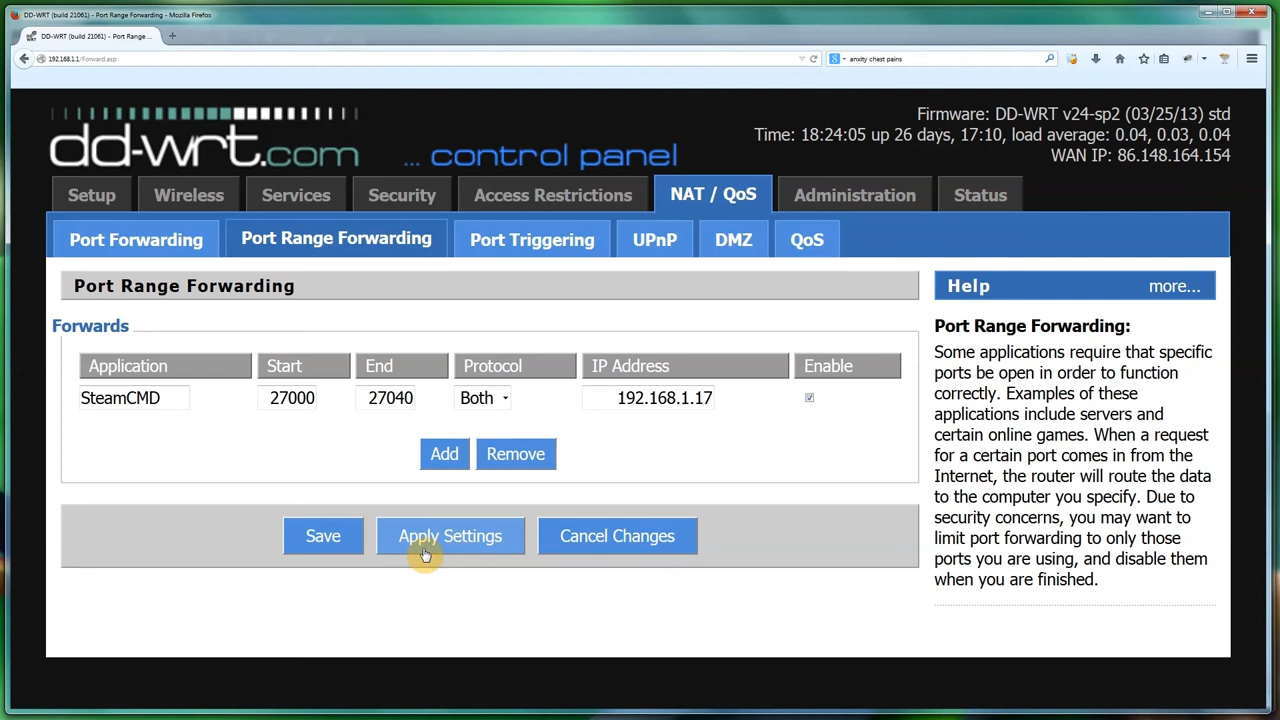 DD-WRT (build 21061) - Port Range Forwarding - Mozilla Firefox
DD-WRT (build 21061) - Port Range ...
192.168.1.1/Forward.asp
anxity chest pains
dd-wrt.com
... control panel
Firmware: DD-WRT v24-sp2 (03/25/13) std
Time: 18:24:05 up 26 days, 17:10, load average: 0.04, 0.03, 0.04
WAN IP: 86.148.164.154
Setup Wireless Services Security Access Restrictions NAT / QoS Administration Status
Port Forwarding Port Range Forwarding Port Triggering UPnP DMZ QoS
Port Range Forwarding
Forwards
Application Start End Protocol IP Address Enable
SteamCMD 27000 27040 Both 192.168.1.17
Add Remove
Save Apply Settings Cancel Changes
Help more...
Port Range Forwarding:
Some applications require that specific
ports be open in order to function
correctly. Examples of these
applications include servers and
certain online games. When a request
for a certain port comes in from the
Internet, the router will route the data
to the computer you specify. Due to
security concerns, you may want to
limit port forwarding to only those
ports you are using, and disable them
when you are finished.